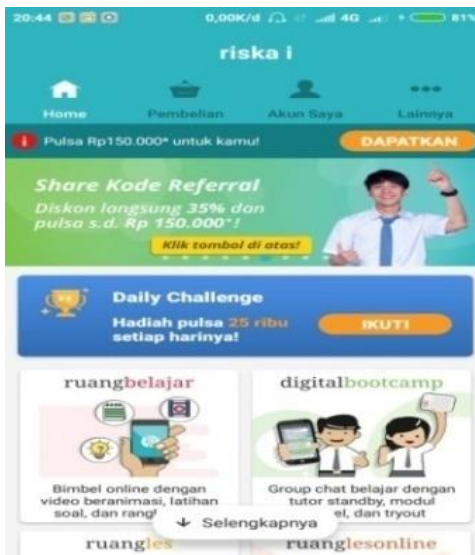 20:44 0,00K/d 4G 81%
riska i
Home Pembelian Akun Saya Lainnya
Pulsa Rp150.000* untuk kamu! DAPATKAN
Share Kode Referral
Diskon langsung 35% dan
pulsa s.d. Rp 150.000*!
Klik tombol di atas!
Daily Challenge
Hadiah pulsa 25 ribu
setiap harinya!
IKUTI
ruangbelajar
Bimbel online dengan
video beranimasi, latihan
soal, dan
digitalbootcamp
Group chat belajar dengan
tutor standby, modul
dan tryout
Selengkapnya
ruangles
ruanglesonline